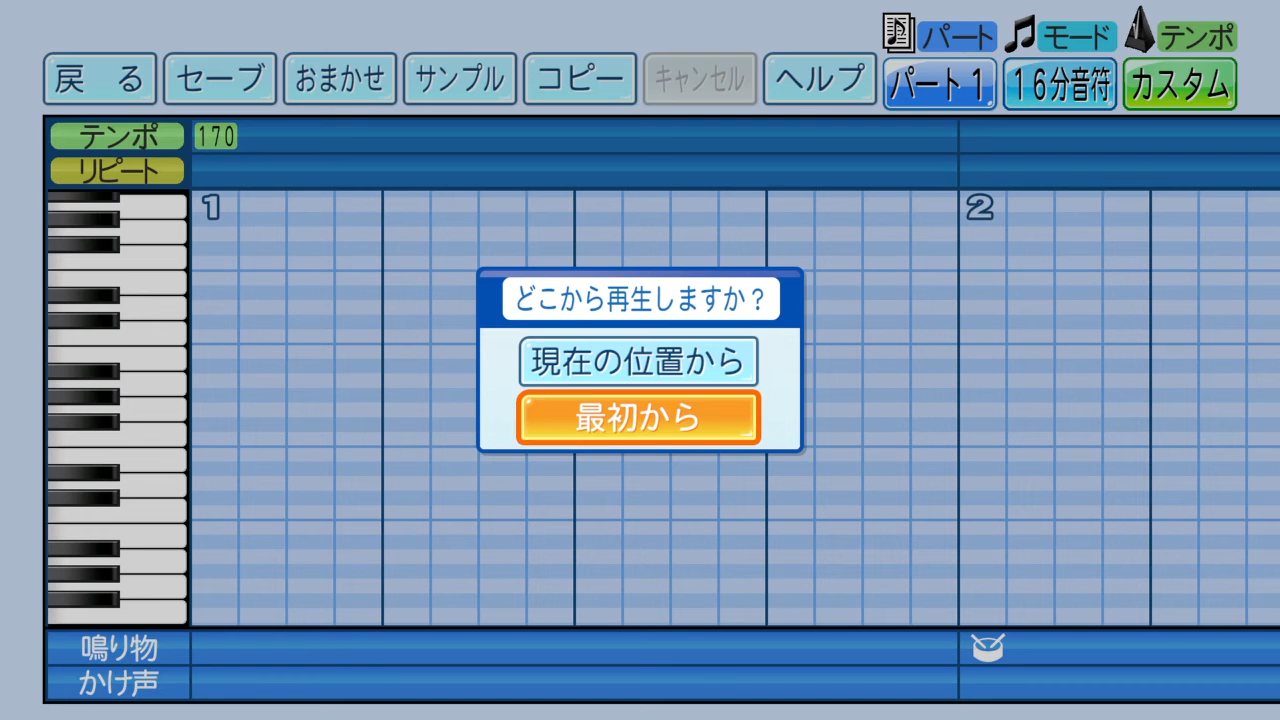 パート モード テンポ
戻 る セーブ おまかせ サンプル コピー キャンセル ヘルプ パート１ １６分音符 カスタム
テンポ 170
リピート
1 2
どこから再生しますか？
現在の位置から
最初から
鳴り物
かけ声